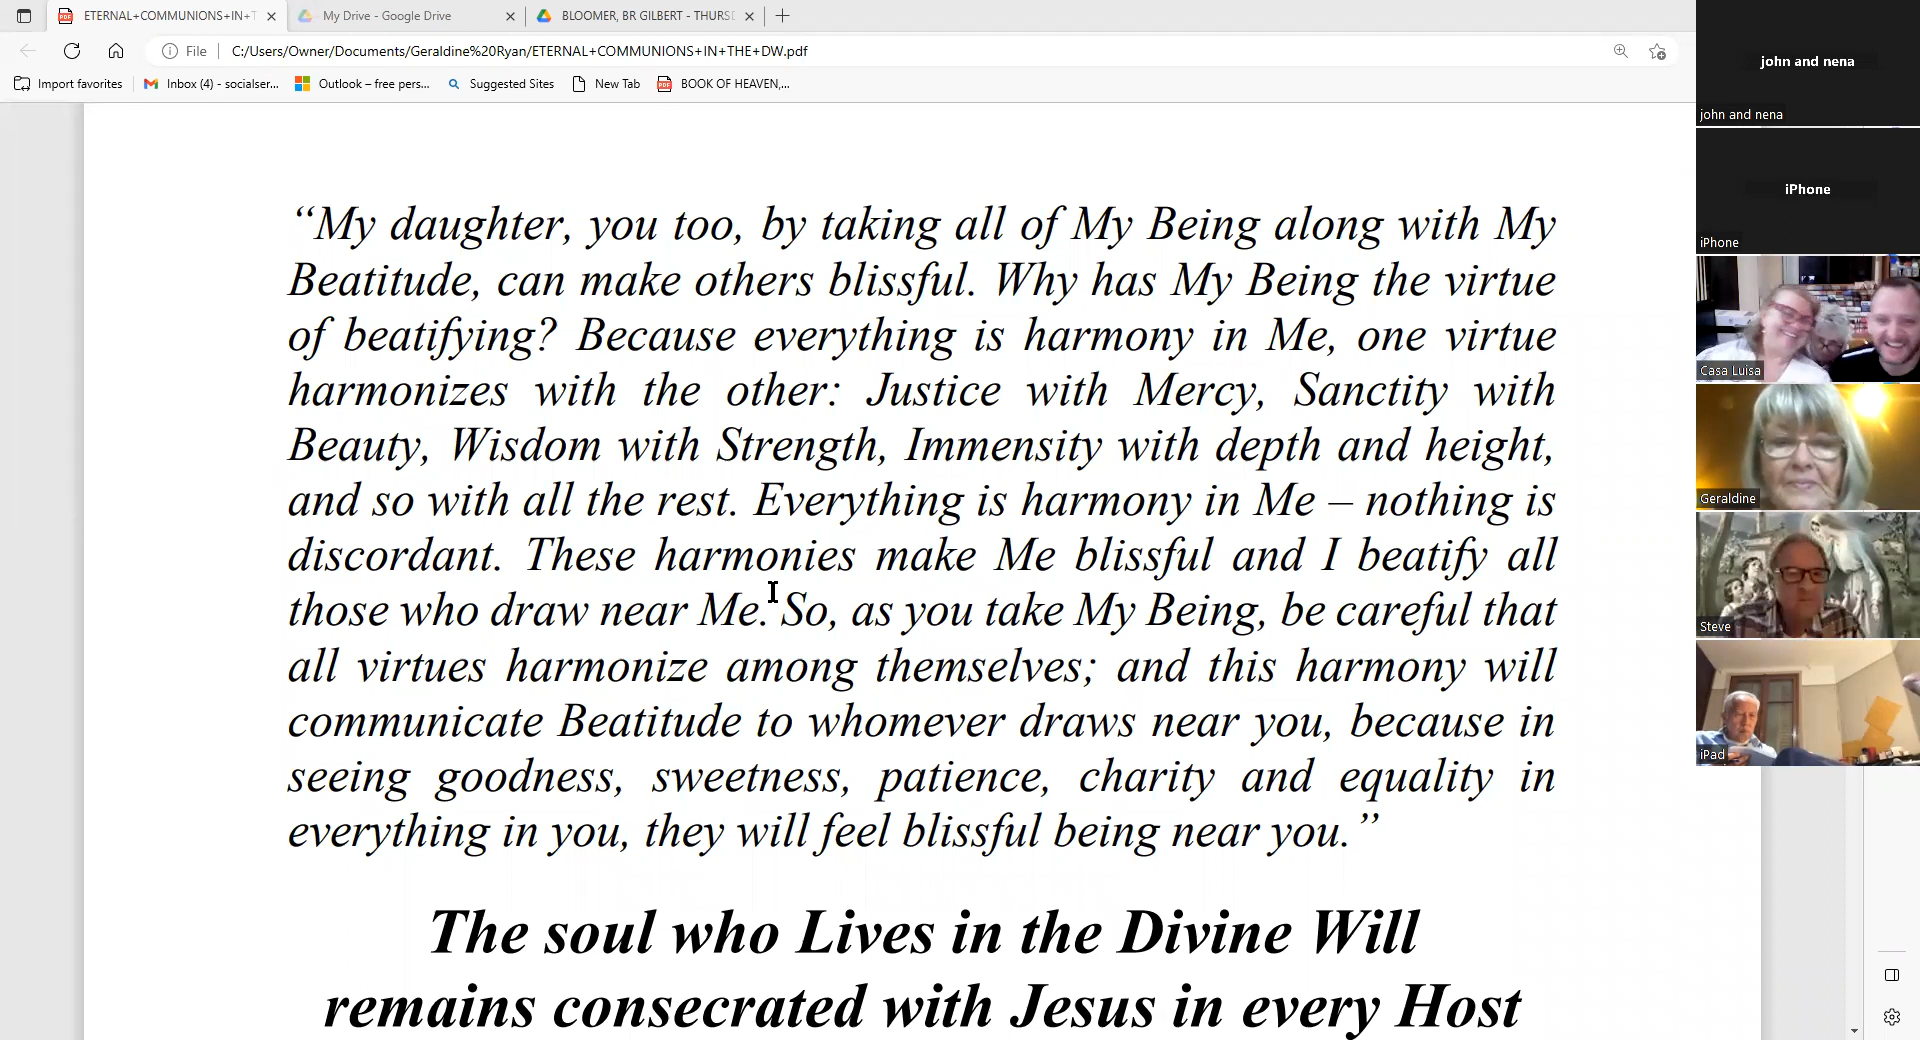 ETERNAL+COMMUNIONS+IN+T
My Drive - Google Drive
BLOOMER, BR GILBERT - THURS
File
C:/Users/Owner/Documents/Geraldine%20Ryan/ETERNAL+COMMUNIONS+IN+THE+DW.pdf
Import favorites
Inbox (4) - socialser...
Outlook – free pers...
Suggested Sites
New Tab
BOOK OF HEAVEN,...
“My daughter, you too, by taking all of My Being along with My
Beatitude, can make others blissful. Why has My Being the virtue
of beatifying? Because everything is harmony in Me, one virtue
harmonizes with the other: Justice with Mercy, Sanctity with
Beauty, Wisdom with Strength, Immensity with depth and height,
and so with all the rest. Everything is harmony in Me – nothing is
discordant. These harmonies make Me blissful and I beatify all
those who draw near Me. So, as you take My Being, be careful that
all virtues harmonize among themselves; and this harmony will
communicate Beatitude to whomever draws near you, because in
seeing goodness, sweetness, patience, charity and equality in
everything in you, they will feel blissful being near you.”
The soul who Lives in the Divine Will
remains consecrated with Jesus in every Host
john and nena
john and nena
iPhone
iPhone
Casa Luisa
Geraldine
Steve
iPad